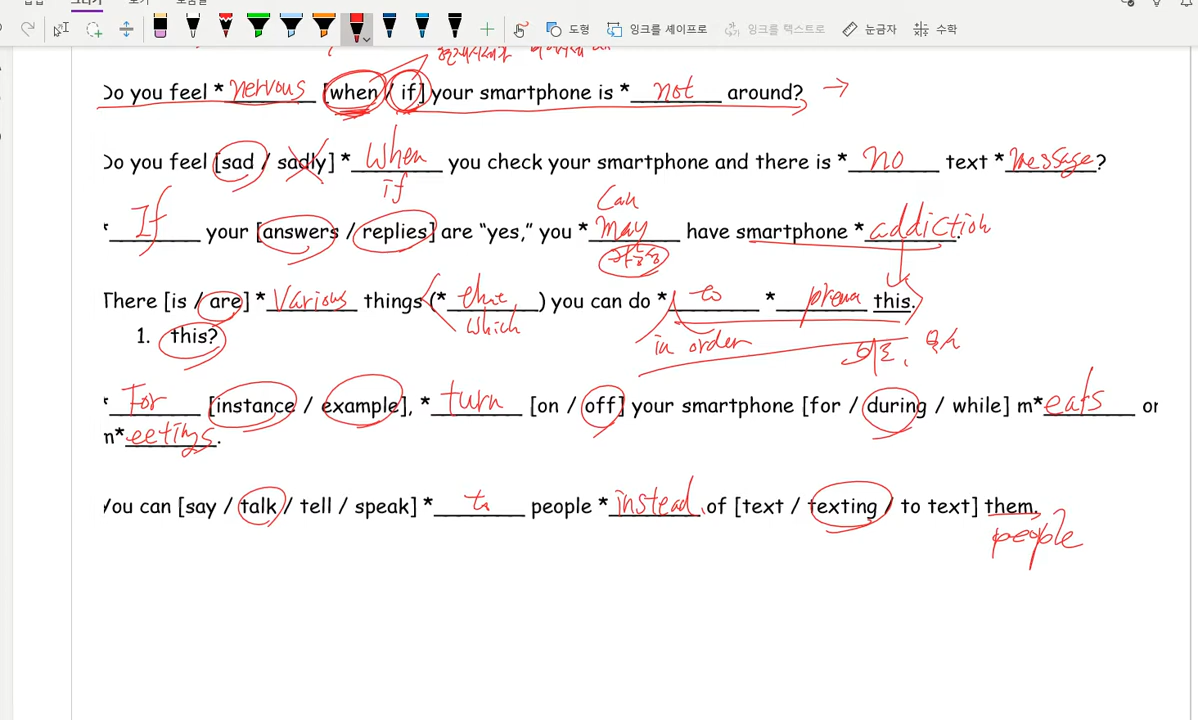 그리기
도형 잉크를 셰이프로 잉크를 텍스트로 눈금자 수학
Do you feel * nervous [when / if] your smartphone is * not around? →
Do you feel [sad / sadly] * when you check your smartphone and there is * no text * message?
if
can
* If your [answers / replies] are “yes,” you * may have smartphone * addiction.
가능성
There [is / are] * various things (* that ) you can do * to * this.
which
1. this?
in order
* For [instance / example], * turn [on / off] your smartphone [for / during / while] m* eals or
m* eetings.
You can [say / talk / tell / speak] * to people * instead of [text / texting / to text] them.
people